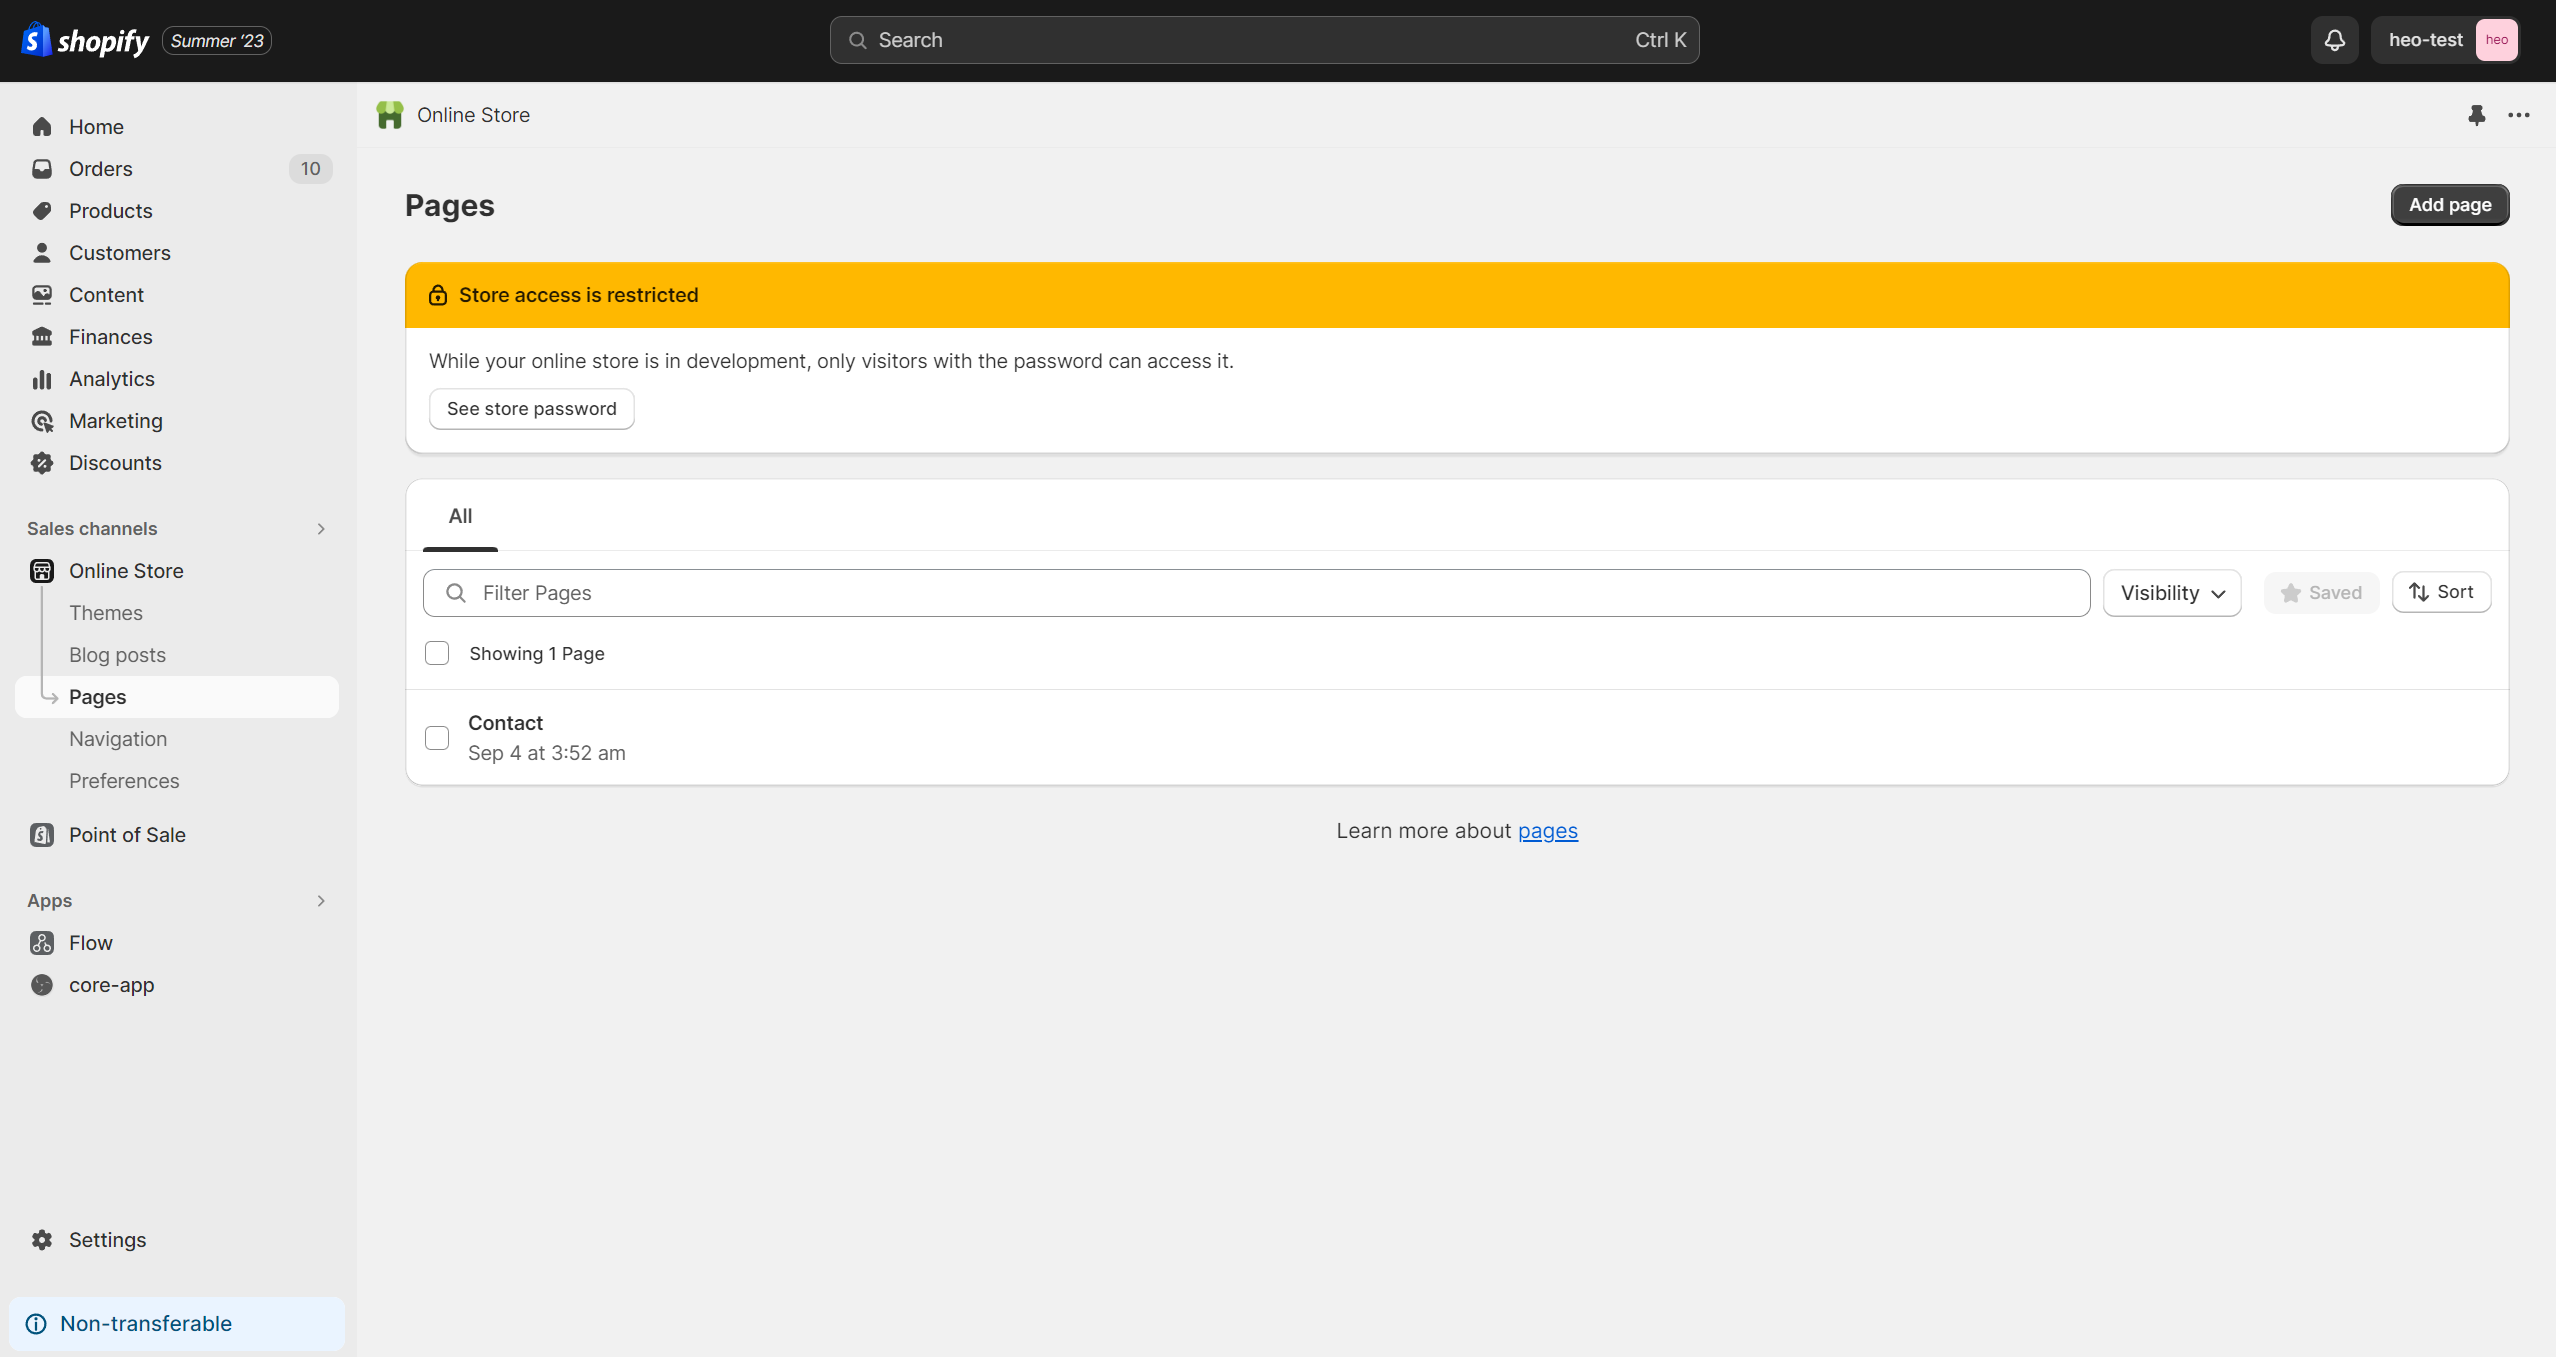 shopify Summer '23
Search Ctrl K
heo-test heo
Home
Orders 10
Products
Customers
Content
Finances
Analytics
Marketing
Discounts
Sales channels
Online Store
Themes
Blog posts
Pages
Navigation
Preferences
Point of Sale
Apps
Flow
core-app
Settings
Non-transferable
Online Store
Pages
Add page
Store access is restricted
While your online store is in development, only visitors with the password can access it.
See store password
All
Filter Pages Visibility Saved Sort
Showing 1 Page
Contact
Sep 4 at 3:52 am
Learn more about pages